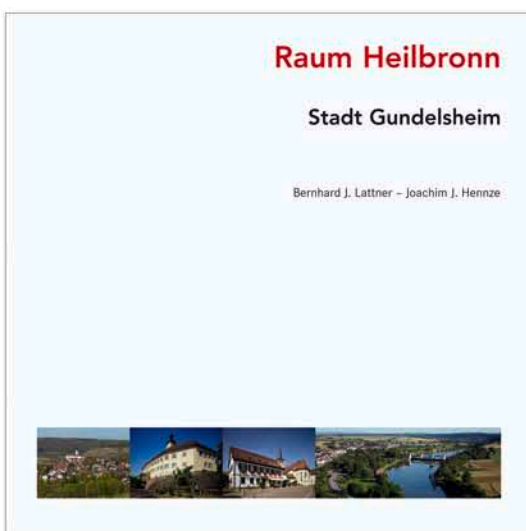 Raum Heilbronn
Stadt Gundelsheim
Bernhard J. Lattner – Joachim J. Hennze